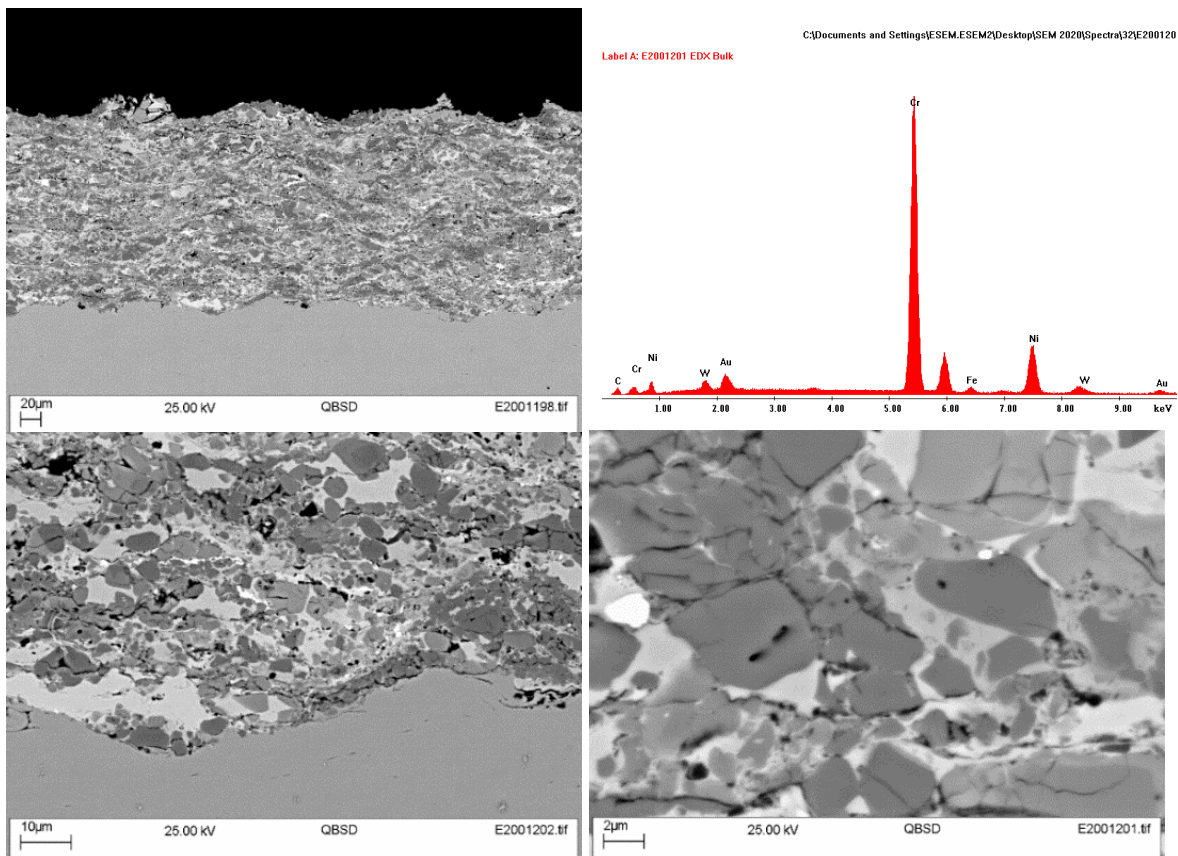 C:\Documents and Settings\ESEM.ESEM2\Desktop\SEM 2020\Spectra\32\E200120
Label A: E2001201 EDX Bulk
Cr
Ni
Cr
Ni
Au
W
C
Fe
W
Au
1.00 2.00 3.00 4.00 5.00 6.00 7.00 8.00 9.00 keV
20µm 25.00 kV QBSD E2001198.tif
10µm 25.00 kV QBSD E2001202.tif
2µm 25.00 kV QBSD E2001201.tif